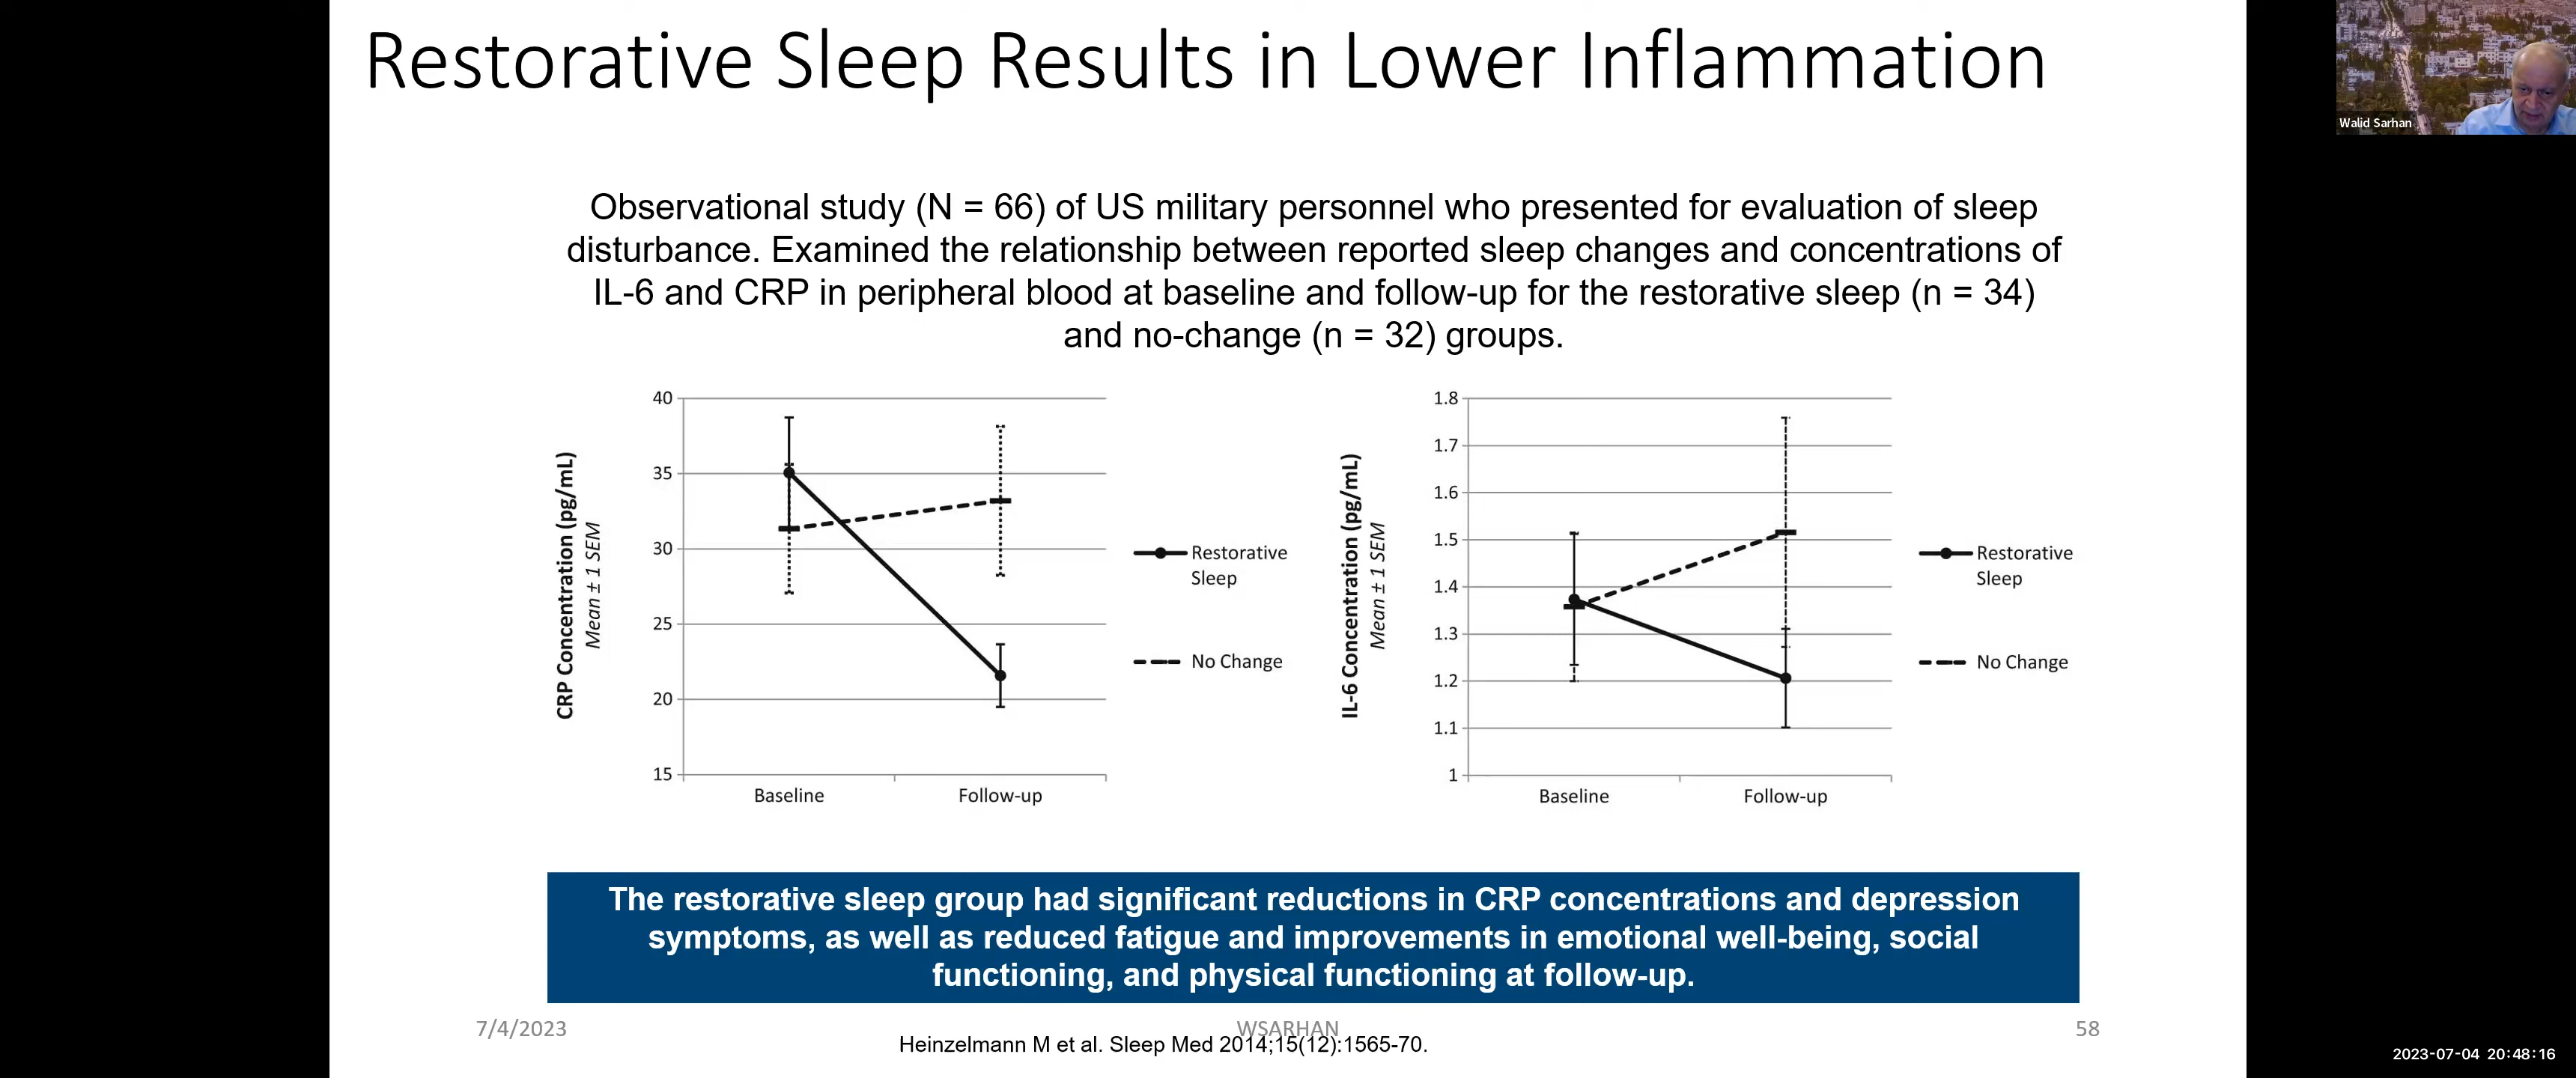 Restorative Sleep Results in Lower Inflammation
Walid Sarhan
Observational study (N = 66) of US military personnel who presented for evaluation of sleep
disturbance. Examined the relationship between reported sleep changes and concentrations of
IL-6 and CRP in peripheral blood at baseline and follow-up for the restorative sleep (n = 34)
and no-change (n = 32) groups.
CRP Concentration (pg/mL)
Mean ± 1 SEM
40
35
30
25
20
15
Baseline
Follow-up
Restorative
Sleep
No Change
IL-6 Concentration (pg/mL)
Mean ± 1 SEM
1.8
1.7
1.6
1.5
1.4
1.3
1.2
1.1
1
Baseline
Follow-up
Restorative
Sleep
No Change
The restorative sleep group had significant reductions in CRP concentrations and depression
symptoms, as well as reduced fatigue and improvements in emotional well-being, social
functioning, and physical functioning at follow-up.
7/4/2023
WSARHAN
58
Heinzelmann M et al. Sleep Med 2014;15(12):1565-70.
2023-07-04 20:48:16